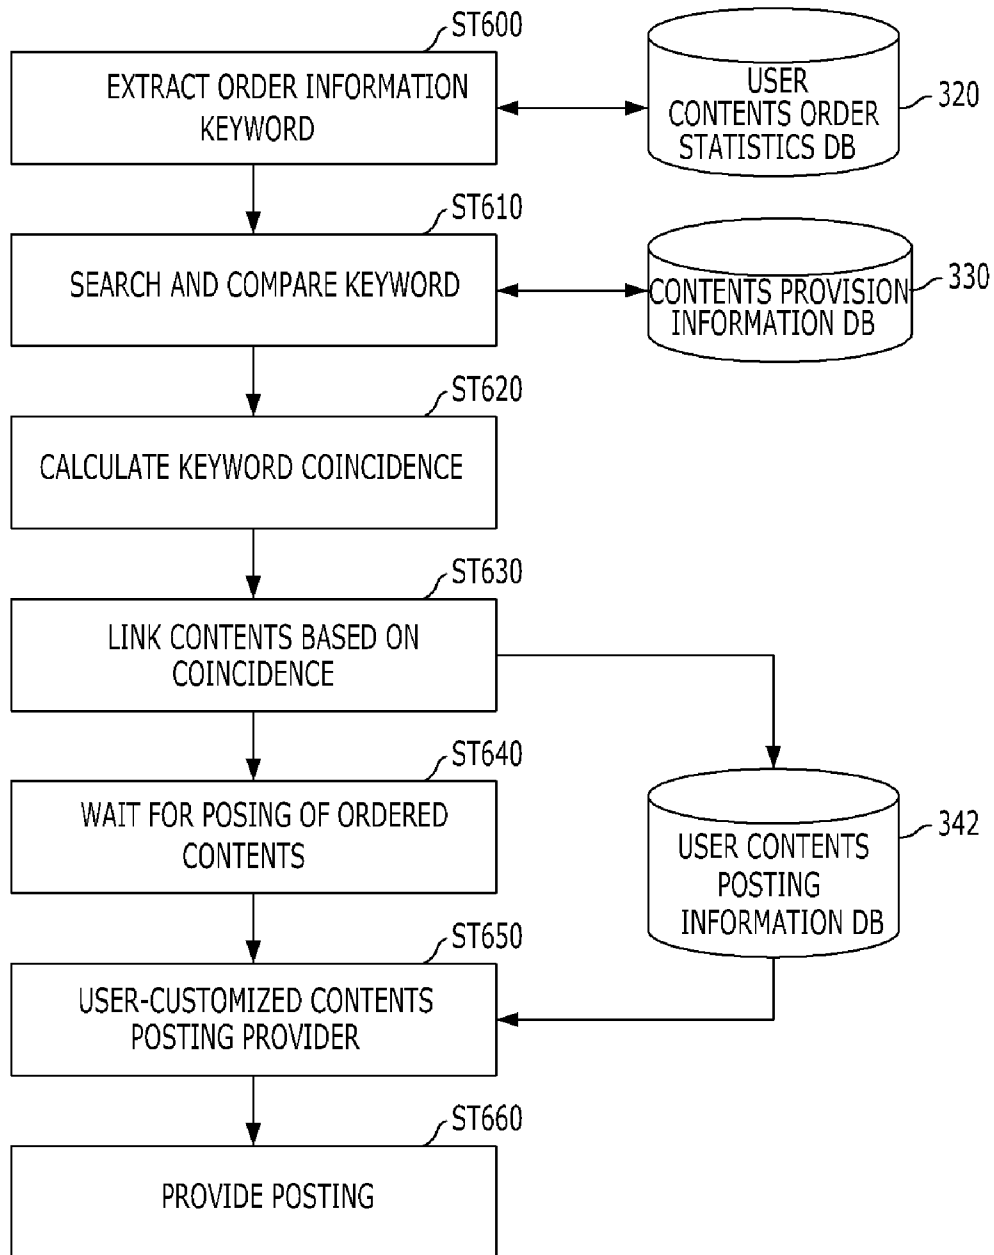 ST600
EXTRACT ORDER INFORMATION
KEYWORD
USER
CONTENTS ORDER
STATISTICS DB
320
ST610
SEARCH AND COMPARE KEYWORD
CONTENTS PROVISION
INFORMATION DB
330
ST620
CALCULATE KEYWORD COINCIDENCE
ST630
LINK CONTENTS BASED ON
COINCIDENCE
ST640
WAIT FOR POSING OF ORDERED
CONTENTS
USER CONTENTS
POSTING
INFORMATION DB
342
ST650
USER-CUSTOMIZED CONTENTS
POSTING PROVIDER
ST660
PROVIDE POSTING